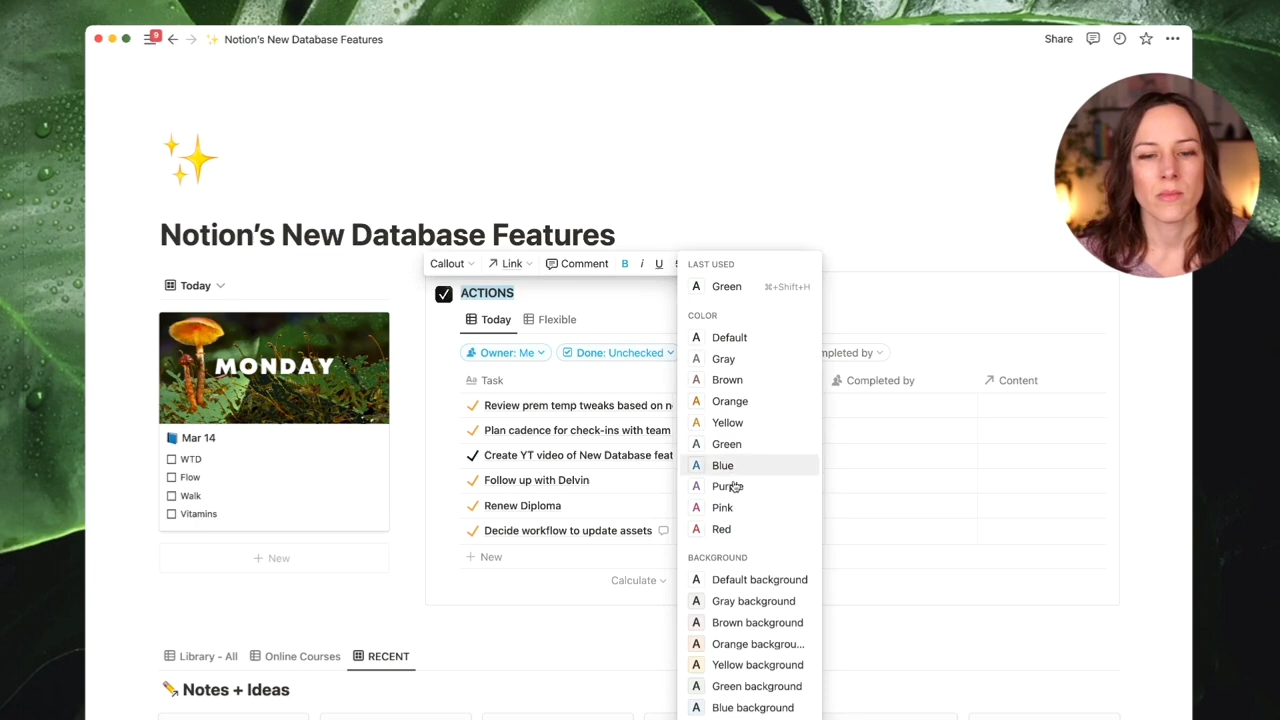 9
Notion's New Database Features
Share
Notion's New Database Features
Today
MONDAY
Mar 14
WTD
Flow
Walk
Vitamins
+ New
Callout
Link
Comment
B
i
U
ACTIONS
Today
Flexible
Owner: Me
Done: Unchecked
Aa Task
Completed by
Content
Review prem temp tweaks based on
Plan cadence for check-ins with team
Create YT video of New Database
Follow up with Delvin
Renew Diploma
Decide workflow to update assets
+ New
Calculate
LAST USED
A Green ⌘+Shift+H
COLOR
A Default
A Gray
A Brown
A Orange
A Yellow
A Green
A Blue
A Purple
A Pink
A Red
BACKGROUND
A Default background
A Gray background
A Brown background
A Orange backgrou...
A Yellow background
A Green background
A Blue background
Library - All
Online Courses
RECENT
Notes + Ideas